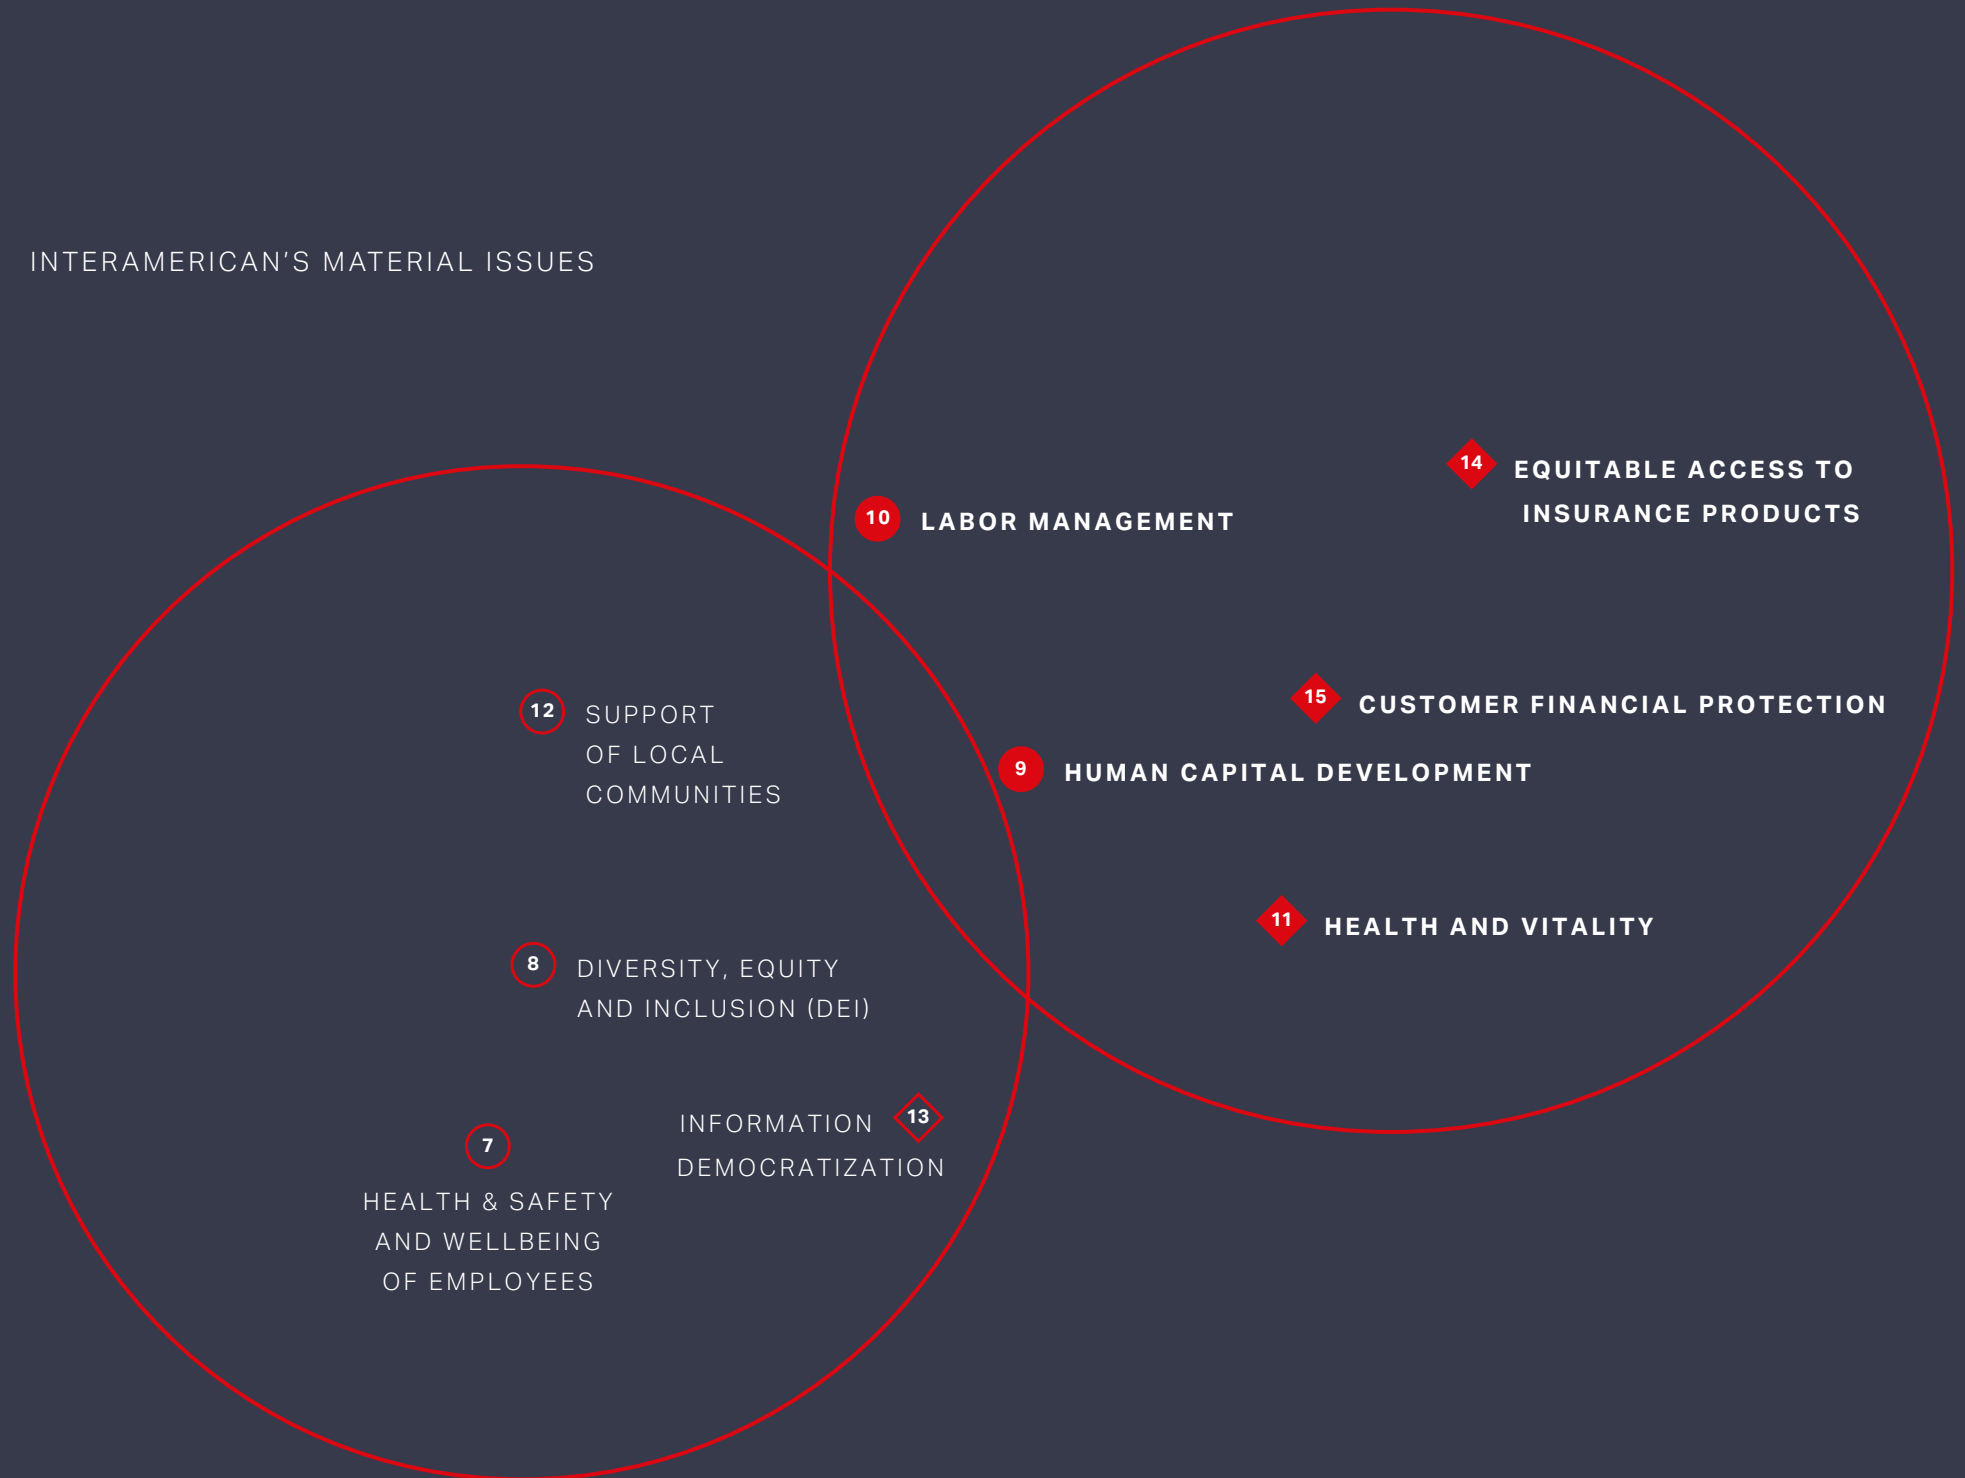 INTERAMERICAN'S MATERIAL ISSUES
14 EQUITABLE ACCESS TO
INSURANCE PRODUCTS
10 LABOR MANAGEMENT
15 CUSTOMER FINANCIAL PROTECTION
9 HUMAN CAPITAL DEVELOPMENT
11 HEALTH AND VITALITY
12 SUPPORT
OF LOCAL
COMMUNITIES
8 DIVERSITY, EQUITY
AND INCLUSION (DEI)
INFORMATION 13
DEMOCRATIZATION
7
HEALTH & SAFETY
AND WELLBEING
OF EMPLOYEES